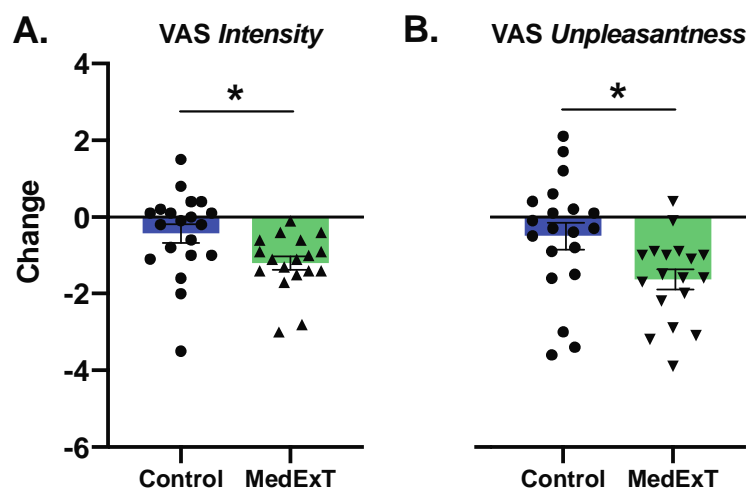 A.
VAS Intensity
B.
VAS Unpleasantness
4
2
0
-2
-4
-6
Change
*
*
Control
MedExT
Control
MedExT